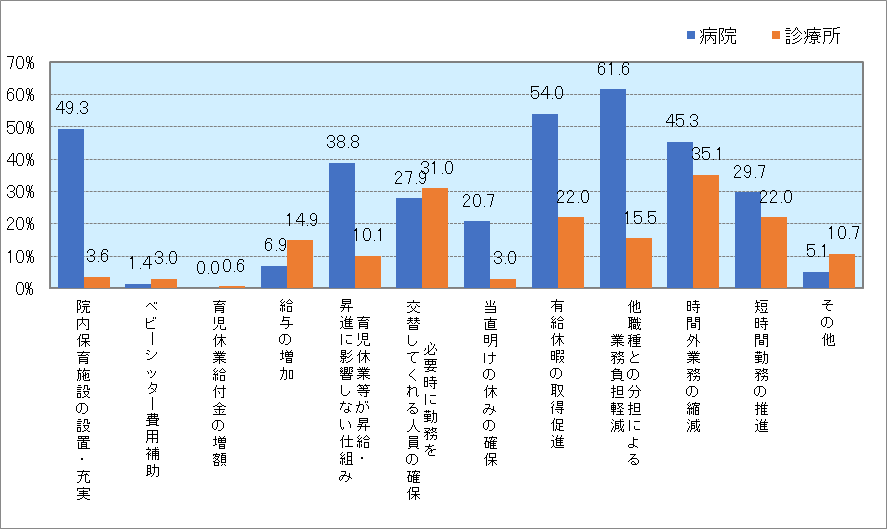 病院 診療所
70%
60%
50%
40%
30%
20%
10%
0%
49.3
3.6
1.4
3.0
0.0
0.6
6.9
14.9
38.8
10.1
27.9
31.0
20.7
3.0
54.0
22.0
61.6
15.5
45.3
35.1
29.7
22.0
5.1
10.7
院内保育施設の設置・充実
ベビーシッター費用補助
育児休業給付金の増額
給与の増加
育児休業等が昇給・
昇進に影響しない仕組み
必要時に勤務を
交替してくれる人員の確保
当直明けの休みの確保
有給休暇の取得促進
他職種との分担による
業務負担軽減
時間外業務の縮減
短時間勤務の推進
その他